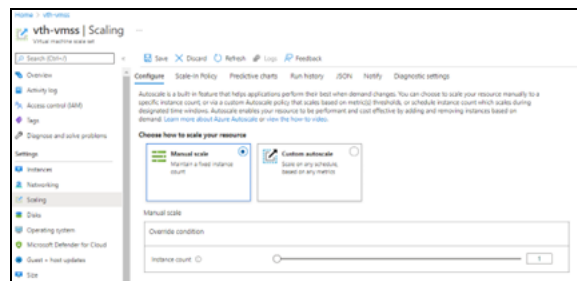 Home > vth-vmss
vth-vmss | Scaling ...
Virtual machine scale set
Search (Ctrl+/)
Save Discard Refresh Logs Feedback
Overview
Activity log
Access control (IAM)
Tags
Diagnose and solve problems
Settings
Instances
Networking
Scaling
Disks
Operating system
Microsoft Defender for Cloud
Guest + host updates
Size
Configure Scale-In Policy Predictive charts Run history JSON Notify Diagnostic settings
Autoscale is a built-in feature that helps applications perform their best when demand changes. You can choose to scale your resource manually to a
specific instance count, or via a custom Autoscale policy that scales based on metric(s) thresholds, or schedule instance count which scales during
designated time windows. Autoscale enables your resource to be performant and cost effective by adding and removing instances based on
demand. Learn more about Azure Autoscale or view the how-to video.
Choose how to scale your resource
Manual scale
Maintain a fixed instance
count
Custom autoscale
Scale on any schedule,
based on any metrics
Manual scale
Override condition
Instance count
1